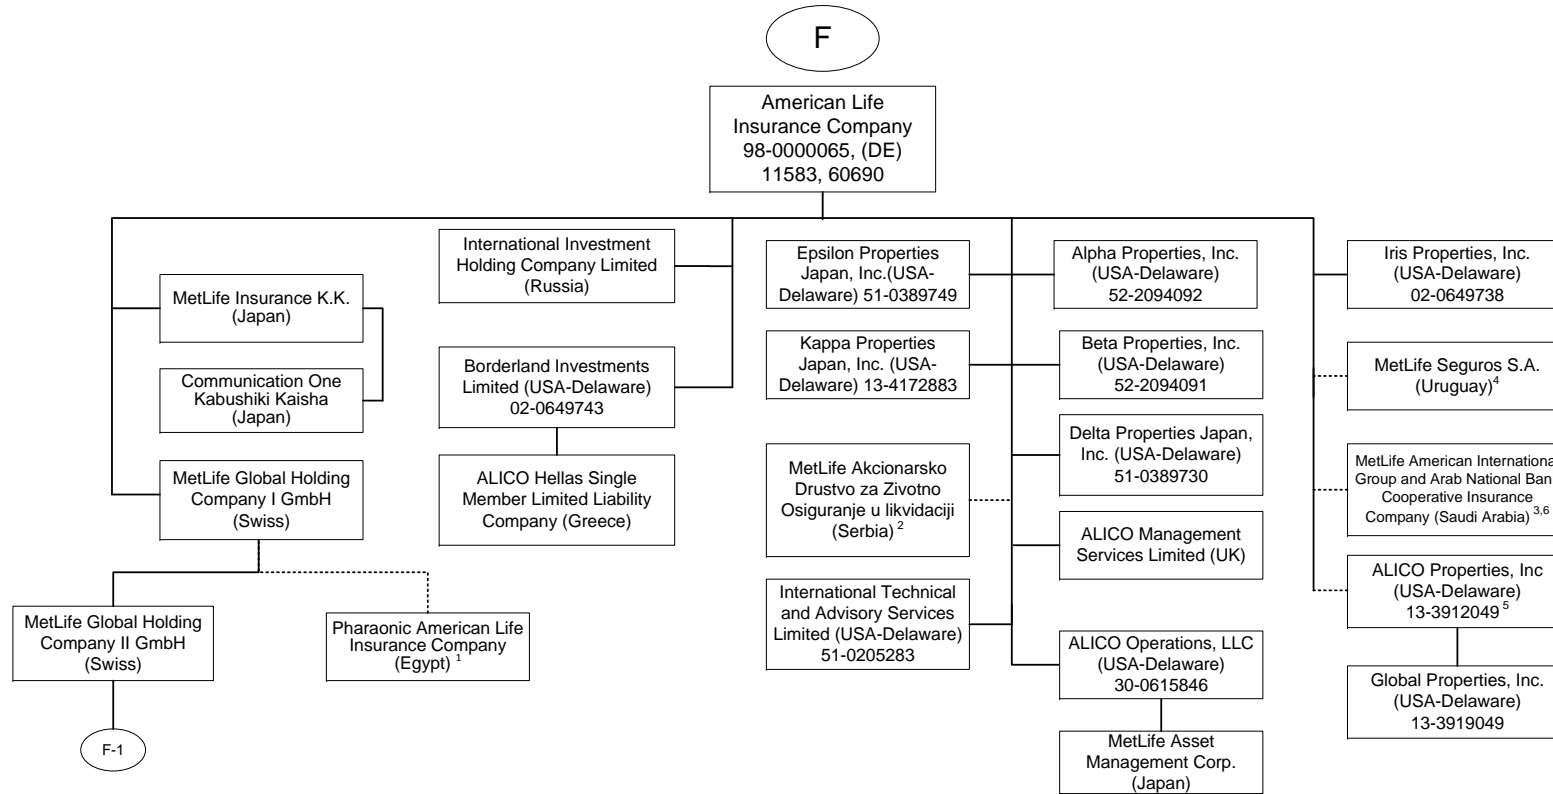 F
American Life
Insurance Company
98-0000065, (DE)
11583, 60690
International Investment
Holding Company Limited
(Russia)
Epsilon Properties
Japan, Inc.(USA-
Delaware) 51-0389749
Alpha Properties, Inc.
(USA-Delaware)
52-2094092
Iris Properties, Inc.
(USA-Delaware)
02-0649738
MetLife Insurance K.K.
(Japan)
Borderland Investments
Limited (USA-Delaware)
02-0649743
Kappa Properties
Japan, Inc. (USA-
Delaware) 13-4172883
Beta Properties, Inc.
(USA-Delaware)
52-2094091
MetLife Seguros S.A.
(Uruguay)4
Communication One
Kabushiki Kaisha
(Japan)
MetLife Global Holding
Company I GmbH
(Swiss)
ALICO Hellas Single
Member Limited Liability
Company (Greece)
MetLife Akcionarsko
Drustvo za Zivotno
Osiguranje u likvidaciji
(Serbia) 2
Delta Properties Japan,
Inc. (USA-Delaware)
51-0389730
MetLife American Internationa
Group and Arab National Ban
Cooperative Insurance
Company (Saudi Arabia) 3,6
ALICO Management
Services Limited (UK)
MetLife Global Holding
Company II GmbH
(Swiss)
Pharaonic American Life
Insurance Company
(Egypt) 1
International Technical
and Advisory Services
Limited (USA-Delaware)
51-0205283
ALICO Properties, Inc
(USA-Delaware)
13-3912049 5
ALICO Operations, LLC
(USA-Delaware)
30-0615846
Global Properties, Inc.
(USA-Delaware)
13-3919049
F-1
MetLife Asset
Management Corp.
(Japan)